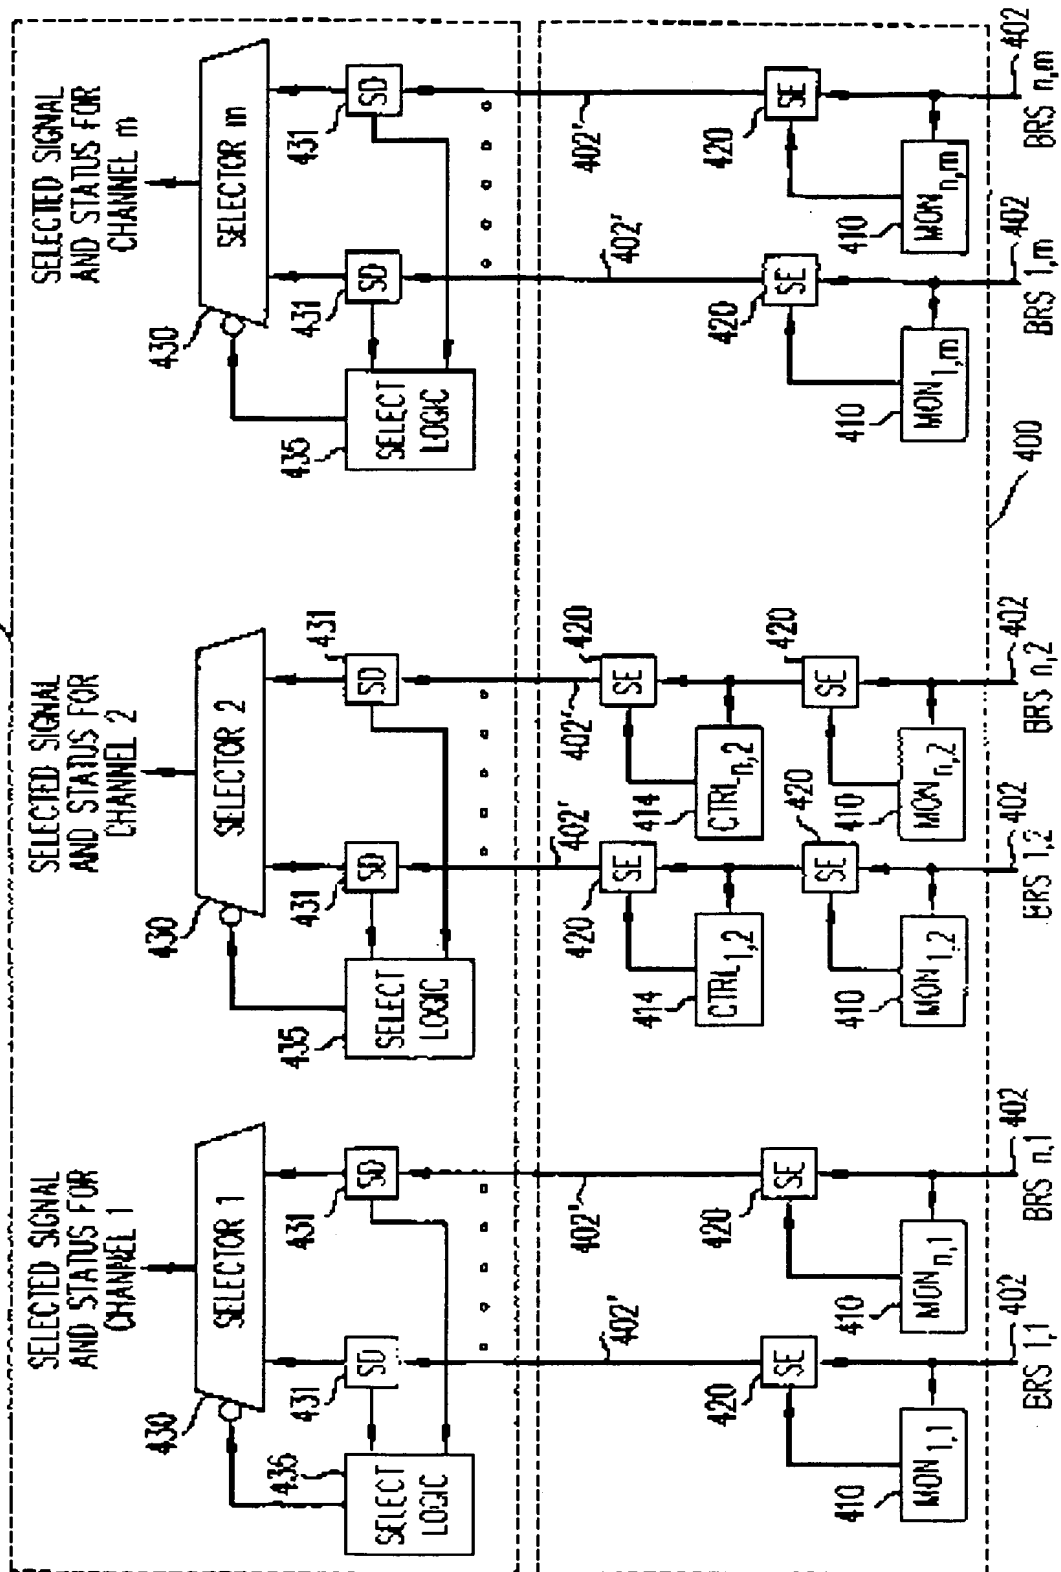 SELECTED SIGNAL
AND STATUS FOR
CHANNEL 1
SELECTED SIGNAL
AND STATUS FOR
CHANNEL 2
SELECTED SIGNAL
AND STATUS FOR
CHANNEL m
430
SELECTOR 1
430
SELECTOR 2
430
SELECTOR m
436
SELECT
LOGIC
431
SD
431
SD
435
SELECT
LOGIC
431
SD
431
SD
435
SELECT
LOGIC
431
SD
431
SD
402'
402'
402'
402'
402'
402'
420
SE
420
SE
420
SE
420
SE
414
CTRL1,2
414
CTRLn,2
420
SE
420
SE
420
SE
420
SE
410
MON1,1
410
MONn,1
410
MON1,2
410
MONn,2
410
MON1,m
410
MONn,m
400
402
402
402
402
402
402
BRS 1,1
BRS n,1
BRS 1,2
BRS n,2
BRS 1,m
BRS n,m